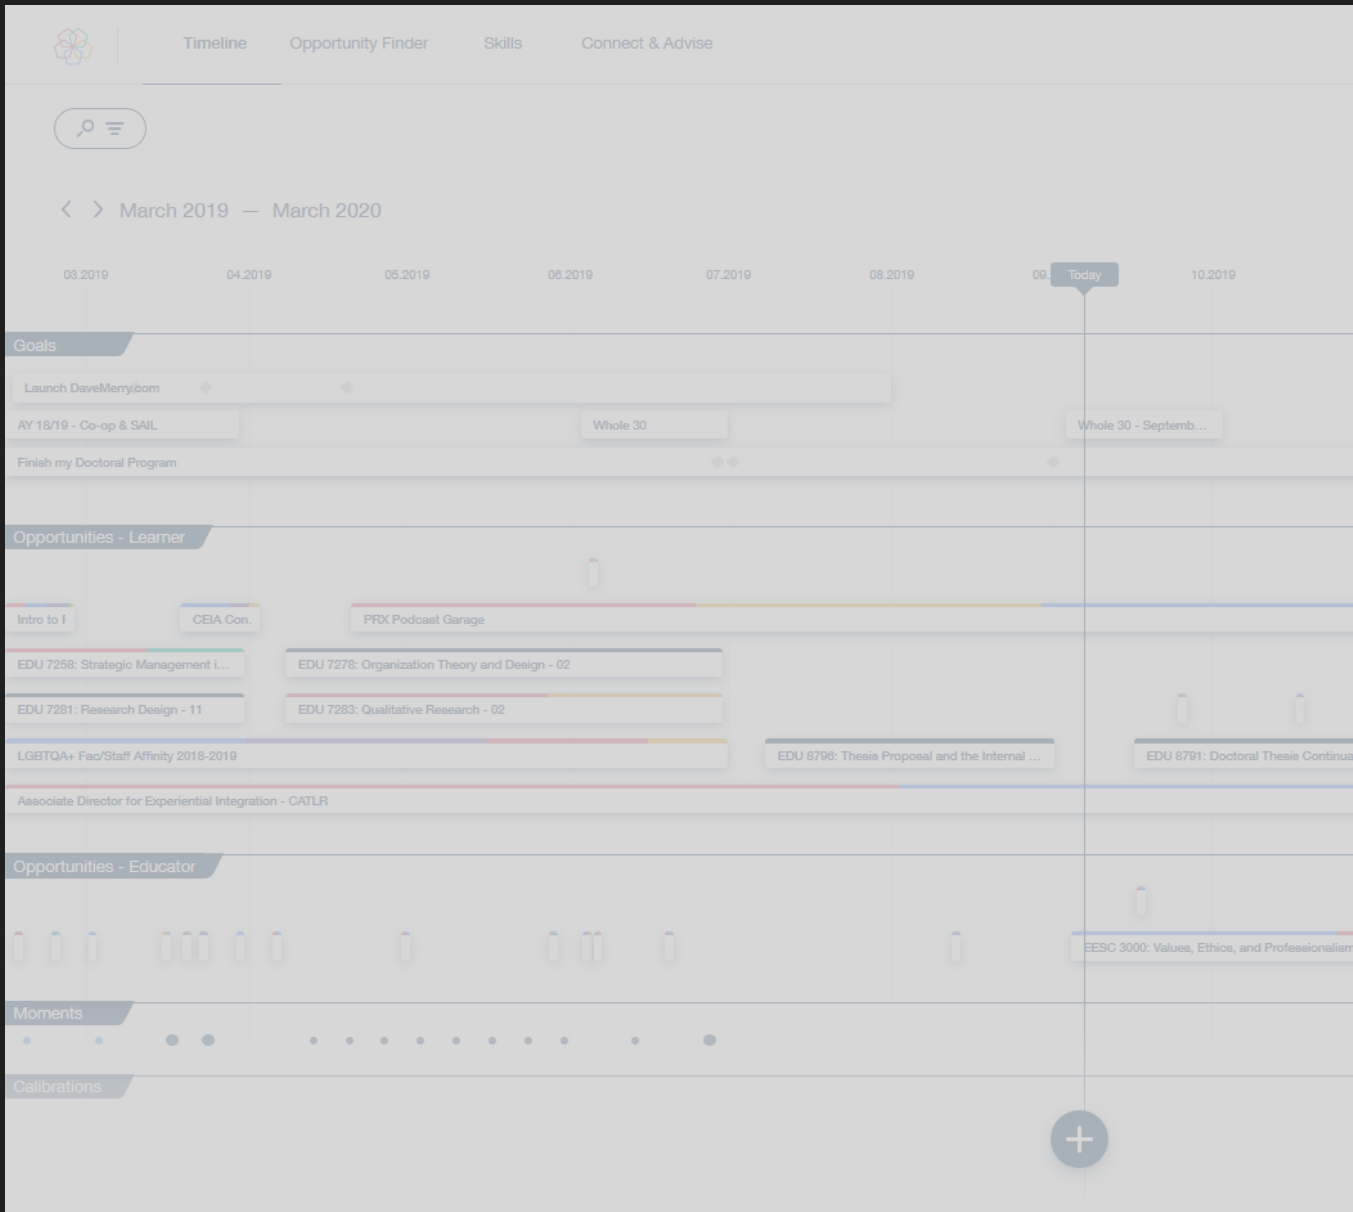 Timeline Opportunity Finder Skills Connect & Advise
March 2019 — March 2020
03.2019 04.2019 05.2019 06.2019 07.2019 08.2019 09. Today 10.2019
Goals
Launch DaveMerry.com
AY 18/19 - Co-op & SAIL Whole 30 Whole 30 - Septemb...
Finish my Doctoral Program
Opportunities - Learner
Intro to CEIA Con. PRX Podcast Garage
EDU 7258: Strategic Management i... EDU 7278: Organization Theory and Design - 02
EDU 7281: Research Design - 11 EDU 7283: Qualitative Research - 02
LGBTQA+ Fac/Staff Affinity 2018-2019 EDU 8796: Thesis Proposal and the Internal ... EDU 8791: Doctoral Thesis Continua
Associate Director for Experiential Integration - CATLR
Opportunities - Educator
EESC 3000: Values, Ethics, and Professionalism
Moments
Calibrations